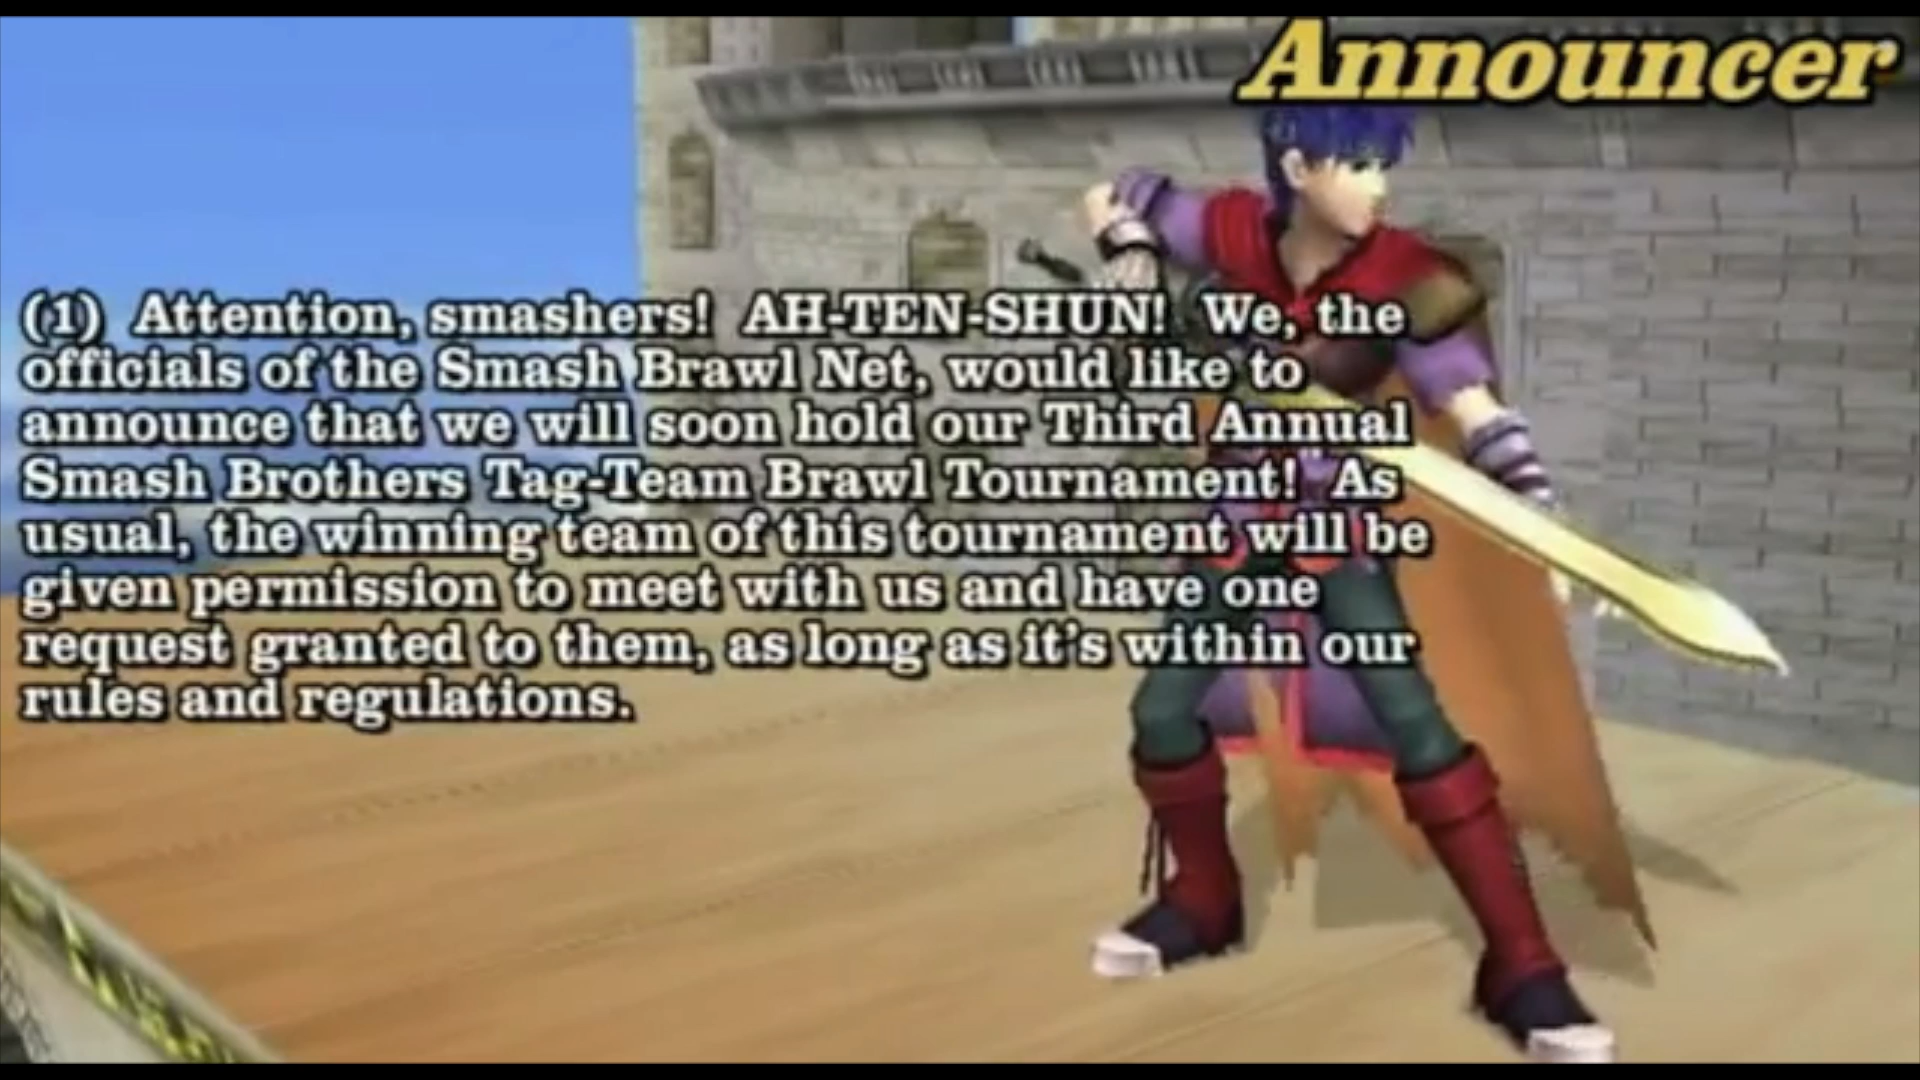 Announcer
(1)  Attention, smashers!  AH-TEN-SHUN!  We, the
officials of the Smash Brawl Net, would like to
announce that we will soon hold our Third Annual
Smash Brothers Tag-Team Brawl Tournament!  As
usual, the winning team of this tournament will be
given permission to meet with us and have one
request granted to them, as long as it's within our
rules and regulations.